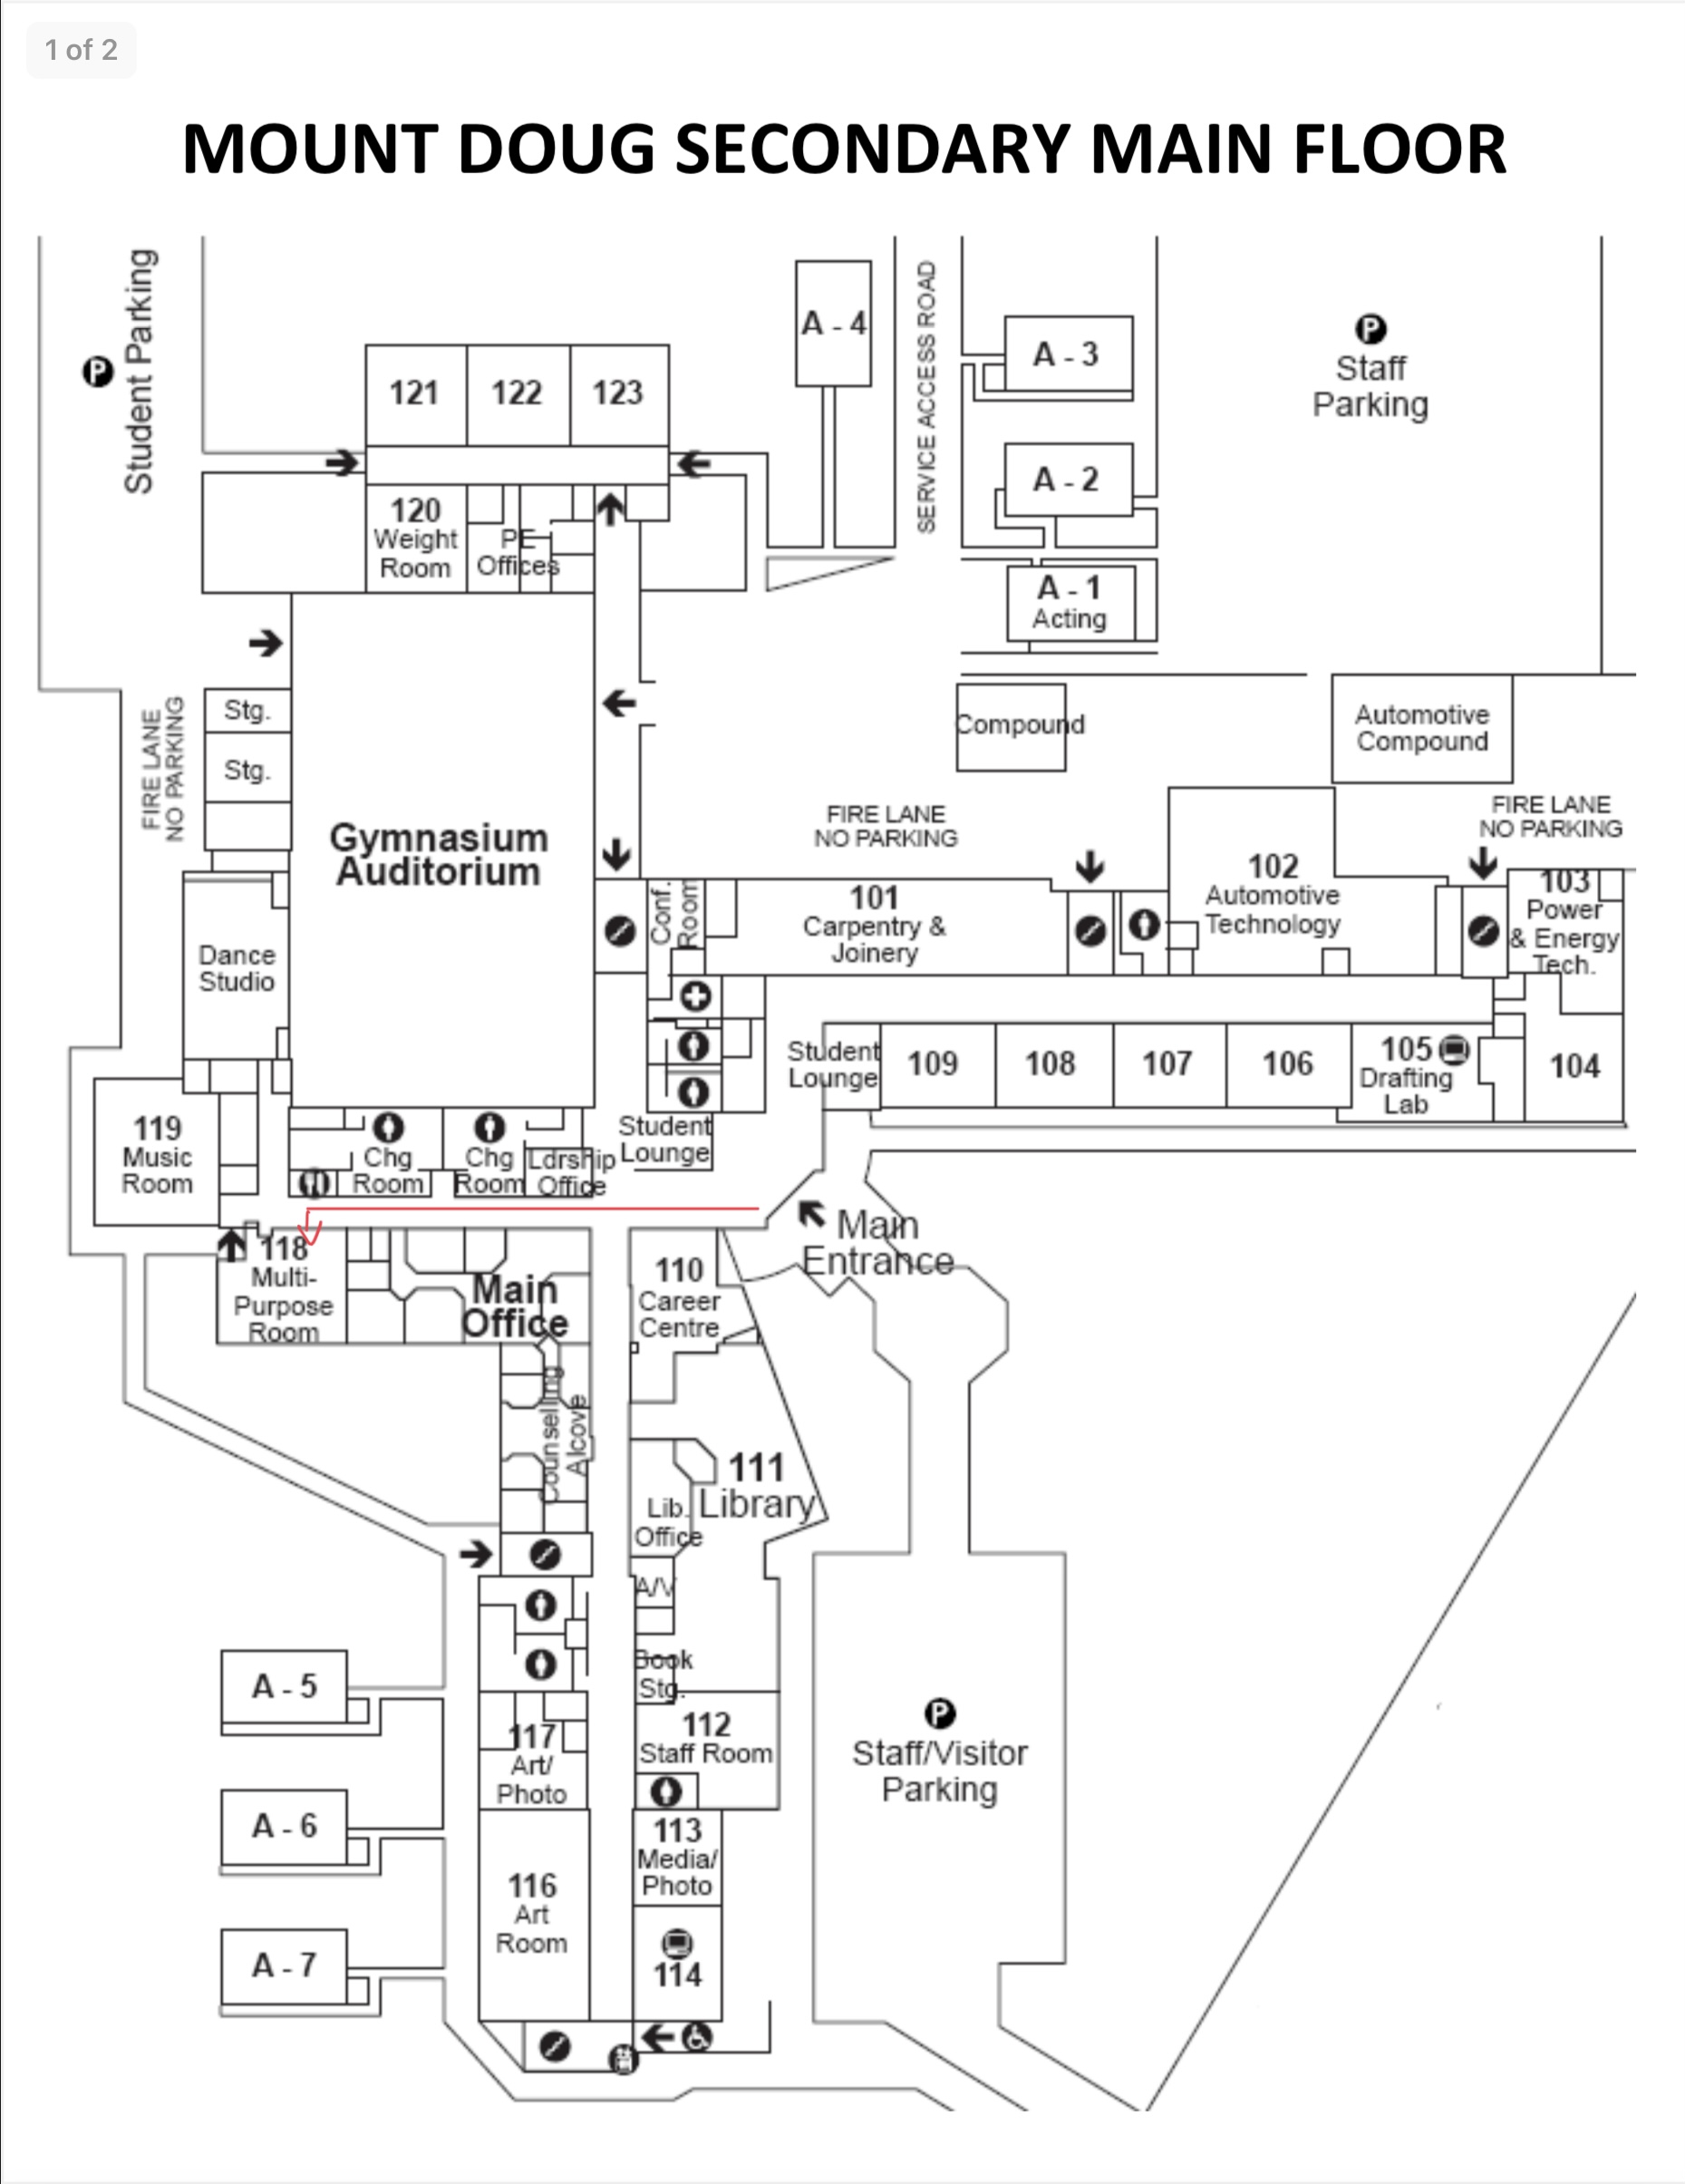 1 of 2
MOUNT DOUG SECONDARY MAIN FLOOR
Student Parking
P
A - 4
SERVICE ACCESS ROAD
A - 3
P
Staff
Parking
121
122
123
A - 2
120
Weight
Room
PE
Offices
A - 1
Acting
FIRE LANE
NO PARKING
Stg.
Stg.
Compound
Automotive
Compound
Gymnasium
Auditorium
FIRE LANE
NO PARKING
FIRE LANE
NO PARKING
Conf.
Room
101
Carpentry &
Joinery
102
Automotive
Technology
103
Power
& Energy
Tech.
Dance
Studio
Student
Lounge
109
108
107
106
105
Drafting
Lab
104
119
Music
Room
Chg
Room
Chg
Room
Ldrship
Office
Student
Lounge
Main
Entrance
118
Multi-
Purpose
Room
Main
Office
110
Career
Centre
Counselling
Alcove
111
Library
Lib.
Office
A/V
Book
Stg.
A - 5
117
Art/
Photo
112
Staff Room
P
Staff/Visitor
Parking
A - 6
113
Media/
Photo
116
Art
Room
A - 7
114